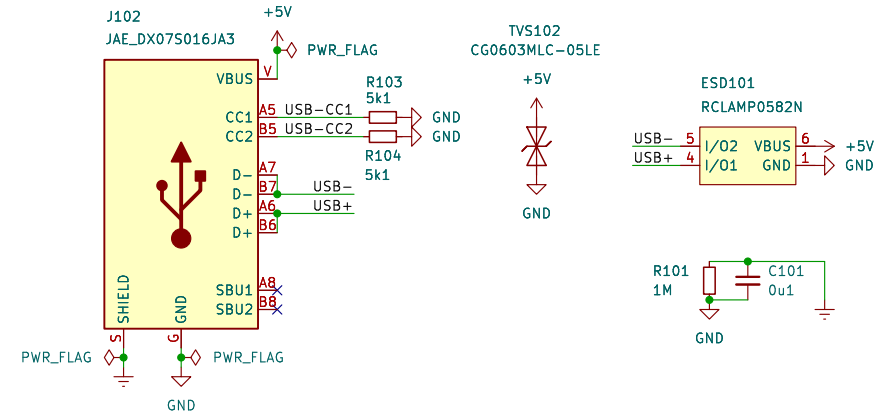 J102
JAE_DX07S016JA3
+5V
PWR_FLAG
VBUS
V
CC1
A5
USB-CC1
R103
5k1
GND
CC2
B5
USB-CC2
GND
R104
5k1
D-
A7
D-
B7
USB-
D+
A6
USB+
D+
B6
SBU1
A8
SBU2
B8
SHIELD
GND
S
G
PWR_FLAG
PWR_FLAG
GND
TVS102
CG0603MLC-05LE
+5V
GND
ESD101
RCLAMP0582N
USB-
5
I/O2
VBUS
6
+5V
USB+
4
I/O1
GND
1
GND
R101
1M
C101
0u1
GND